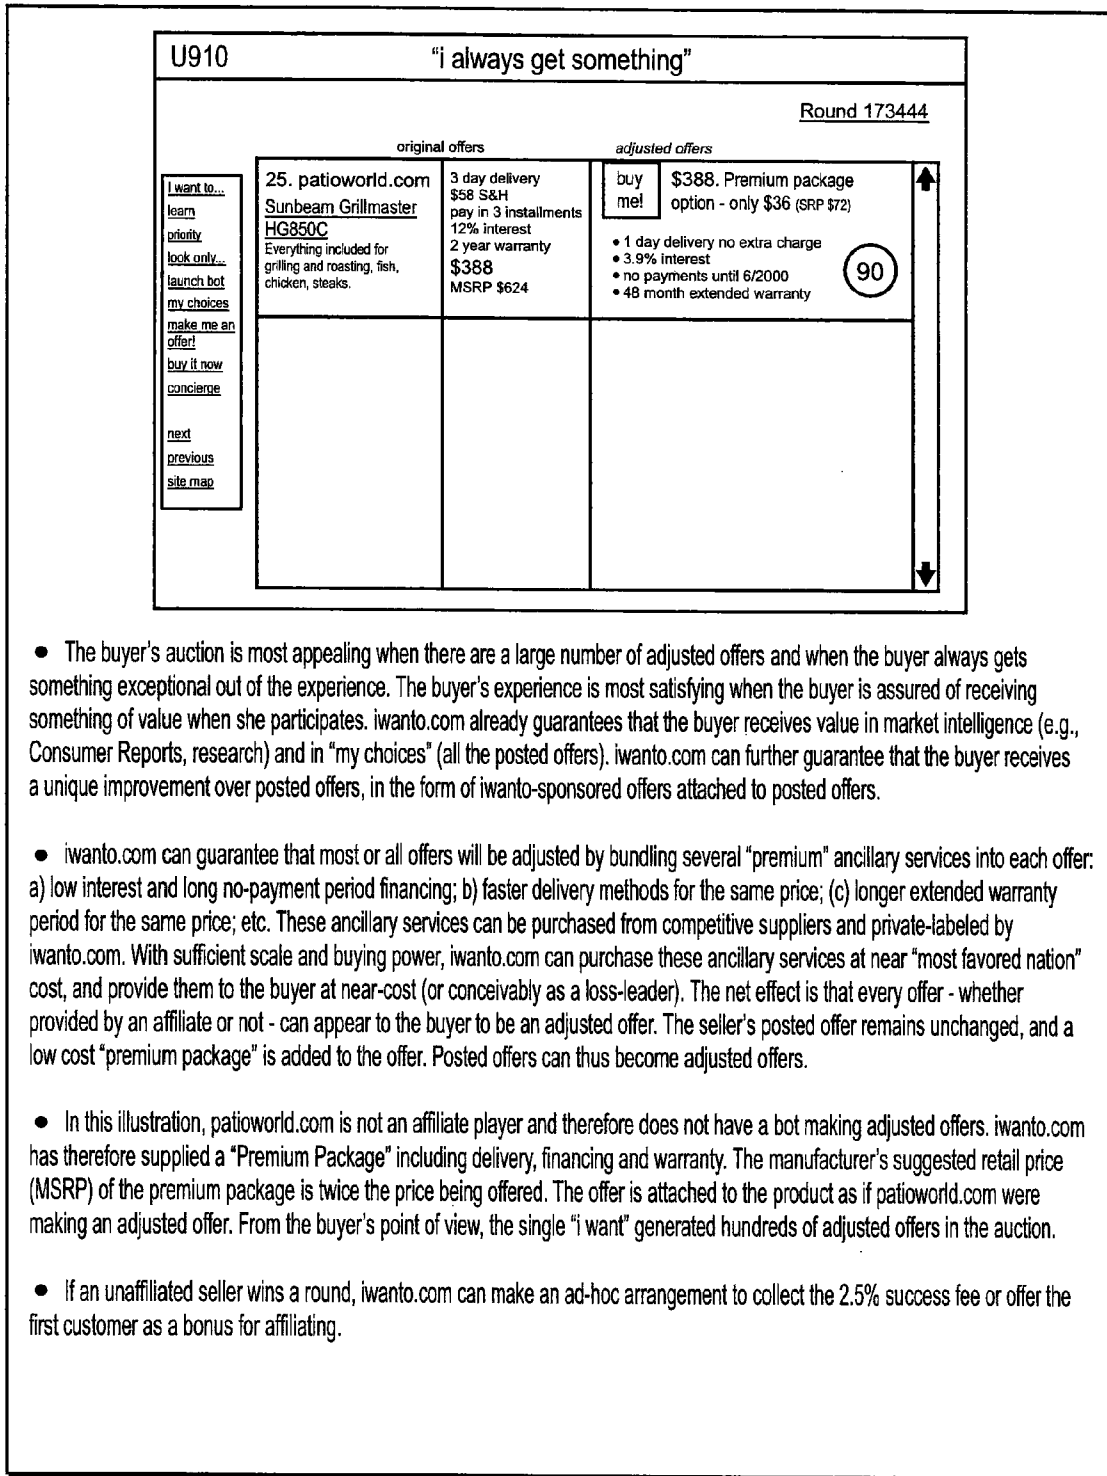 U910
“i always get something”
Round 173444
original offers
adjusted offers
I want to...
learn
priority
look only...
launch bot
my choices
make me an
offer!
buy it now
concierge
next
previous
site map
25. patioworld.com
Sunbeam Grillmaster
HG850C
Everything included for
grilling and roasting, fish,
chicken, steaks.
3 day delivery
$58 S&H
pay in 3 installments
12% interest
2 year warranty
$388
MSRP $624
buy
me!
$388. Premium package
option - only $36 (SRP $72)
• 1 day delivery no extra charge
• 3.9% interest
• no payments until 6/2000
• 48 month extended warranty
90
● The buyer’s auction is most appealing when there are a large number of adjusted offers and when the buyer always gets
something exceptional out of the experience. The buyer’s experience is most satisfying when the buyer is assured of receiving
something of value when she participates. iwanto.com already guarantees that the buyer receives value in market intelligence (e.g.,
Consumer Reports, research) and in “my choices” (all the posted offers). iwanto.com can further guarantee that the buyer receives
a unique improvement over posted offers, in the form of iwanto-sponsored offers attached to posted offers.
● iwanto.com can guarantee that most or all offers will be adjusted by bundling several “premium” ancillary services into each offer:
a) low interest and long no-payment period financing; b) faster delivery methods for the same price; (c) longer extended warranty
period for the same price; etc. These ancillary services can be purchased from competitive suppliers and private-labeled by
iwanto.com. With sufficient scale and buying power, iwanto.com can purchase these ancillary services at near “most favored nation”
cost, and provide them to the buyer at near-cost (or conceivably as a loss-leader). The net effect is that every offer - whether
provided by an affiliate or not - can appear to the buyer to be an adjusted offer. The seller’s posted offer remains unchanged, and a
low cost “premium package” is added to the offer. Posted offers can thus become adjusted offers.
● In this illustration, patioworld.com is not an affiliate player and therefore does not have a bot making adjusted offers. iwanto.com
has therefore supplied a “Premium Package” including delivery, financing and warranty. The manufacturer’s suggested retail price
(MSRP) of the premium package is twice the price being offered. The offer is attached to the product as if patioworld.com were
making an adjusted offer. From the buyer’s point of view, the single “i want” generated hundreds of adjusted offers in the auction.
● If an unaffiliated seller wins a round, iwanto.com can make an ad-hoc arrangement to collect the 2.5% success fee or offer the
first customer as a bonus for affiliating.